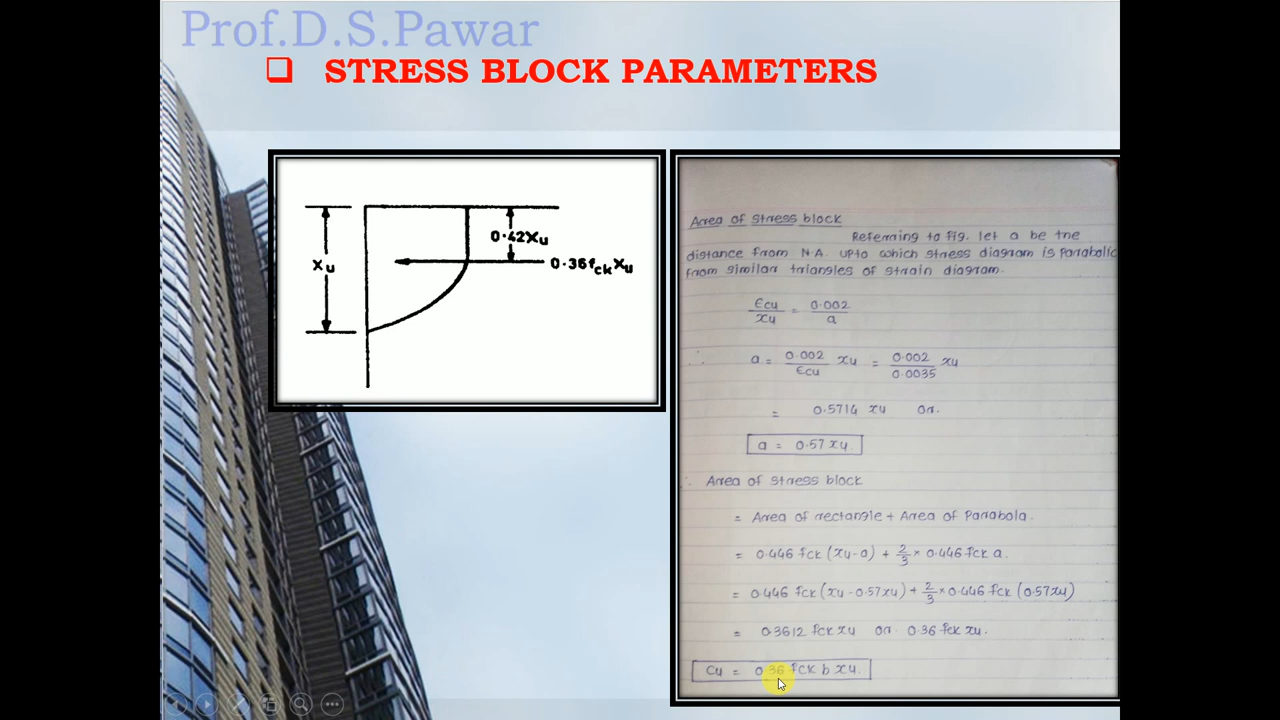 Prof.D.S.Pawar
❑ STRESS BLOCK PARAMETERS
xu
0.42Xu
0.36fckXu
Area of stress block
Referring to fig. let a be the
distance from N.A. upto which stress diagram is Parabolic
from similar triangles of strain diagram.
εcu / xu = 0.002 / a
∴ a = 0.002 / εcu xu = 0.002 / 0.0035 xu
= 0.5714 xu or.
a = 0.57 xu
∴ Area of stress block
= Area of rectangle + Area of Parabola.
= 0.446 fck (xu-a) + 2/3 × 0.446 fck a.
= 0.446 fck (xu - 0.57xu) + 2/3 × 0.446 fck (0.57xu)
= 0.3612 fck xu or 0.36 fck xu.
Cu = 0.36 fck b xu.